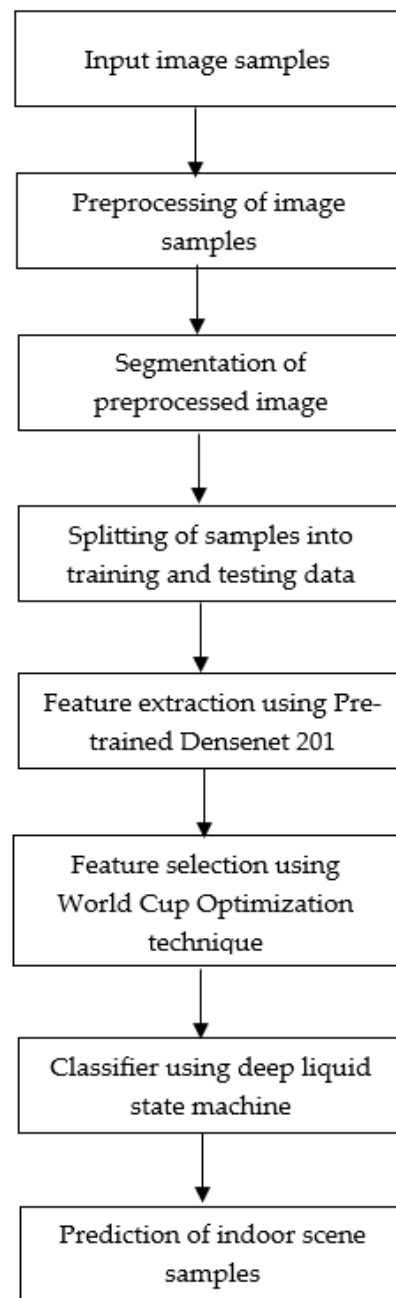 Input image samples
Preprocessing of image
samples
Segmentation of
preprocessed image
Splitting of samples into
training and testing data
Feature extraction using Pre-
trained Densenet 201
Feature selection using
World Cup Optimization
technique
Classifier using deep liquid
state machine
Prediction of indoor scene
samples